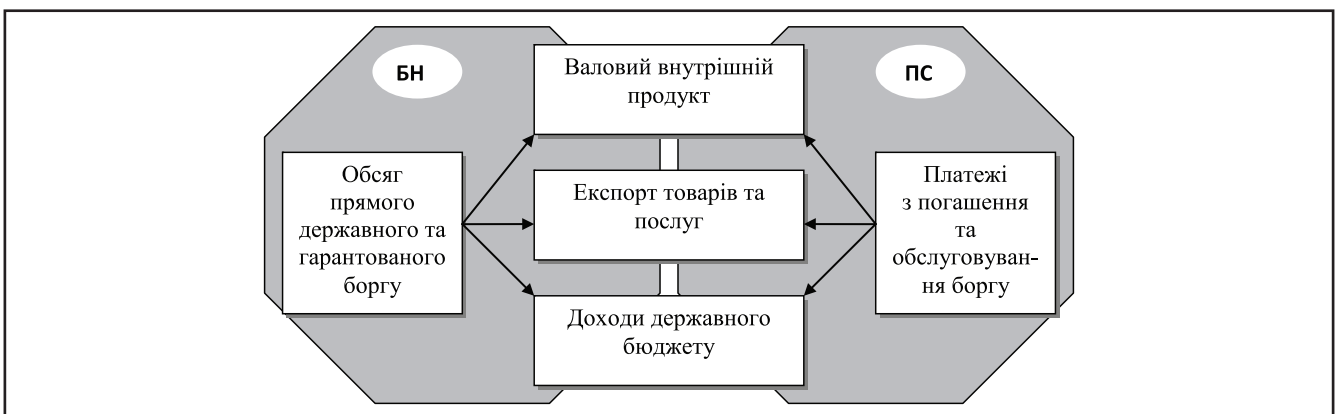 БН
ПС
Валовий внутрішній
продукт
Обсяг
прямого
державного та
гарантованого
боргу
Експорт товарів та
послуг
Платежі
з погашення
та
обслуговуван-
ня боргу
Доходи державного
бюджету